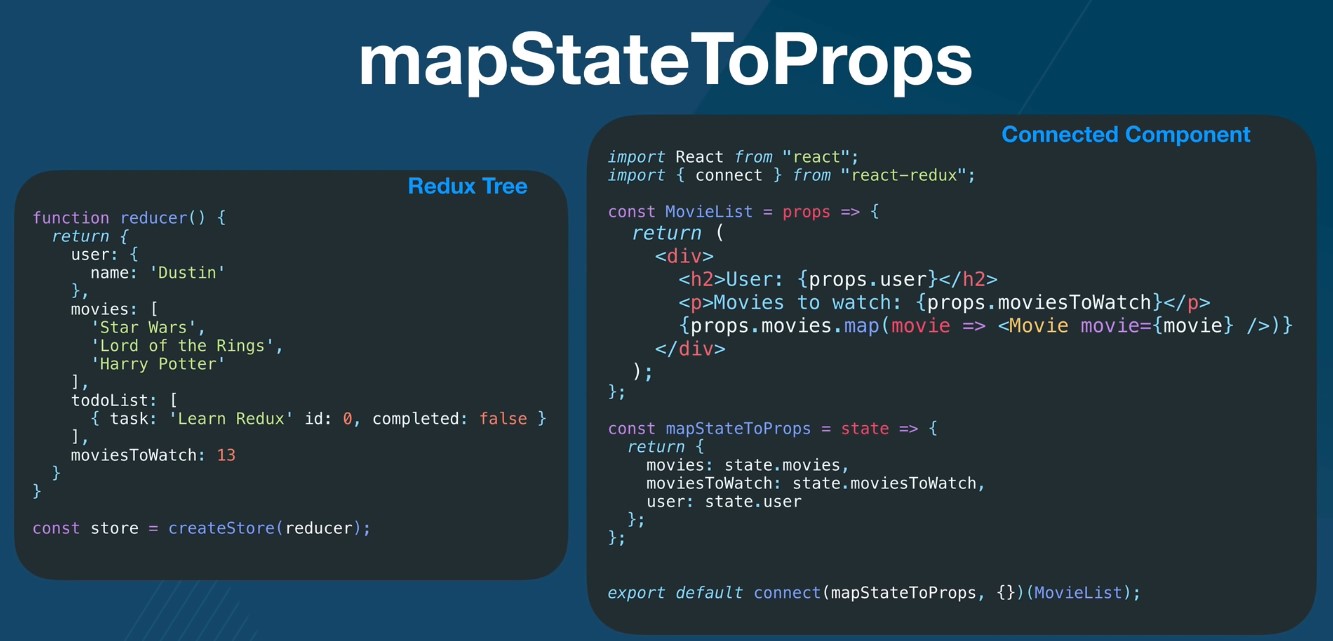 mapStateToProps
Redux Tree
function reducer() {
  return {
    user: {
      name: 'Dustin'
    },
    movies: [
      'Star Wars',
      'Lord of the Rings',
      'Harry Potter'
    ],
    todoList: [
      { task: 'Learn Redux' id: 0, completed: false }
    ],
    moviesToWatch: 13
  }
}
const store = createStore(reducer);
Connected Component
import React from "react";
import { connect } from "react-redux";
const MovieList = props => {
  return (
    <div>
      <h2>User: {props.user}</h2>
      <p>Movies to watch: {props.moviesToWatch}</p>
      {props.movies.map(movie => <Movie movie={movie} />)}
    </div>
  );
};
const mapStateToProps = state => {
  return {
    movies: state.movies,
    moviesToWatch: state.moviesToWatch,
    user: state.user
  };
};
export default connect(mapStateToProps, {})(MovieList);